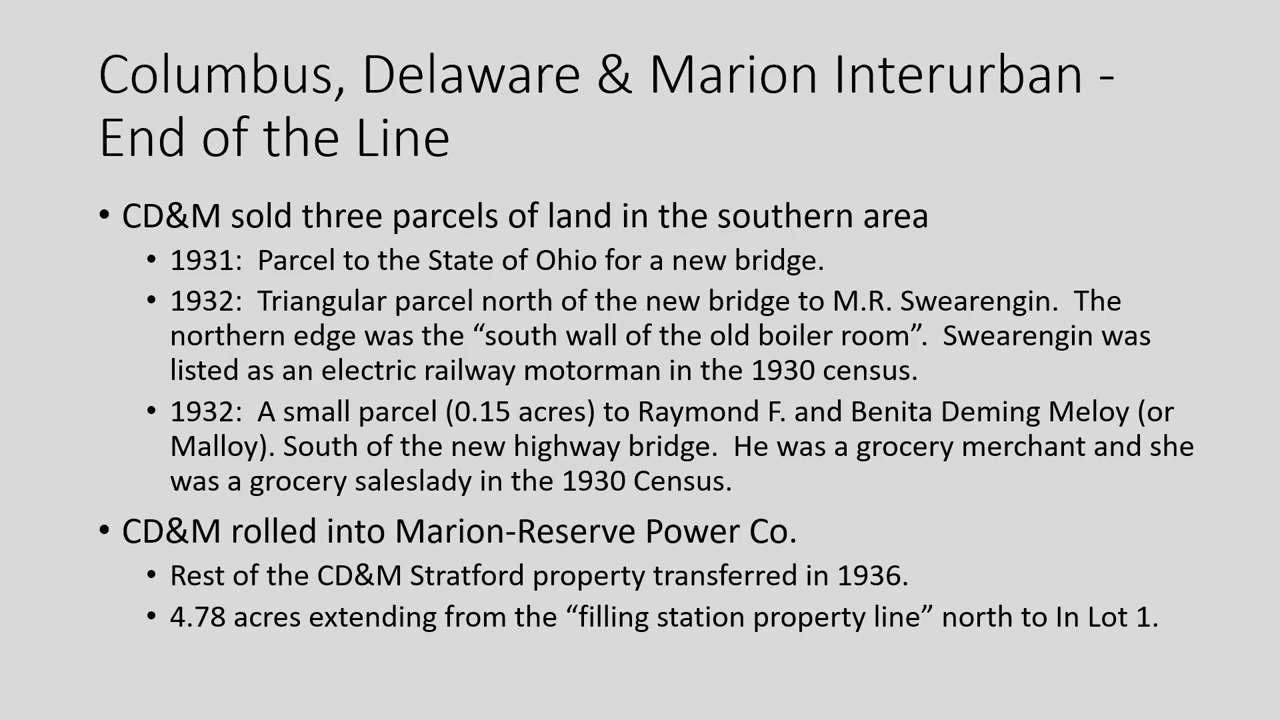 Columbus, Delaware & Marion Interurban -
End of the Line
• CD&M sold three parcels of land in the southern area
• 1931:  Parcel to the State of Ohio for a new bridge.
• 1932:  Triangular parcel north of the new bridge to M.R. Swearengin.  The
northern edge was the “south wall of the old boiler room”.  Swearengin was
listed as an electric railway motorman in the 1930 census.
• 1932:  A small parcel (0.15 acres) to Raymond F. and Benita Deming Meloy (or
Malloy). South of the new highway bridge.  He was a grocery merchant and she
was a grocery saleslady in the 1930 Census.
• CD&M rolled into Marion-Reserve Power Co.
• Rest of the CD&M Stratford property transferred in 1936.
• 4.78 acres extending from the “filling station property line” north to In Lot 1.